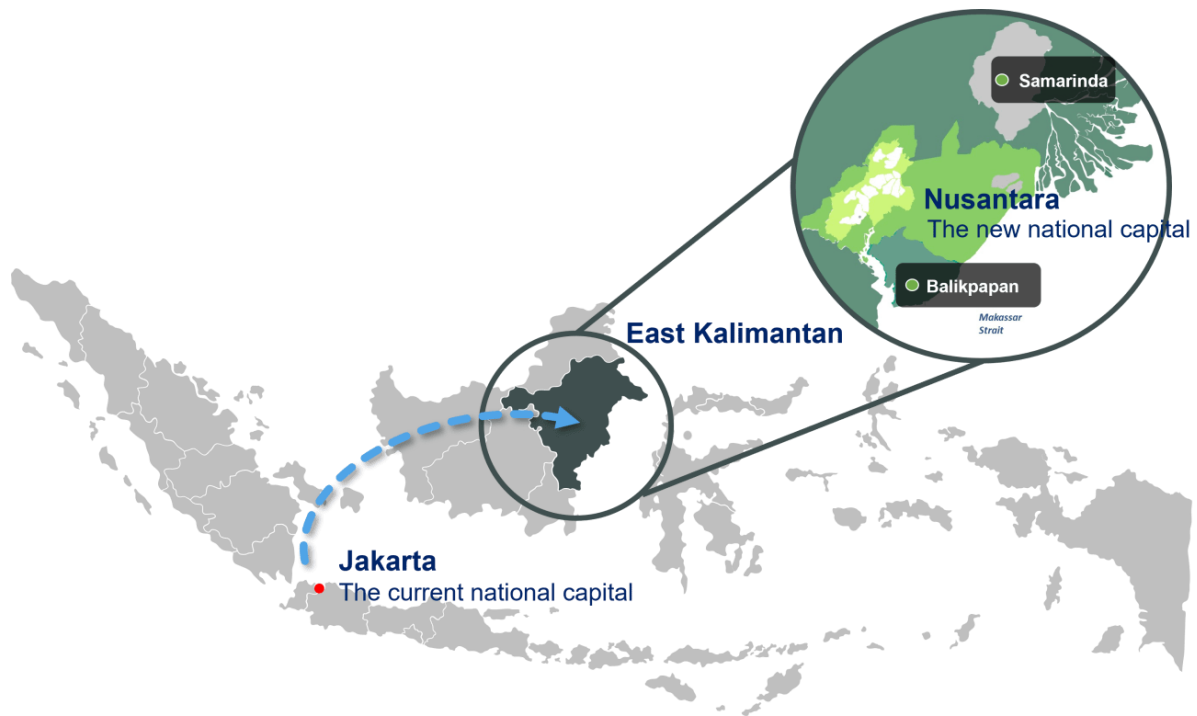 Samarinda
Nusantara
The new national capital
Balikpapan
Makassar
Strait
East Kalimantan
Jakarta
The current national capital